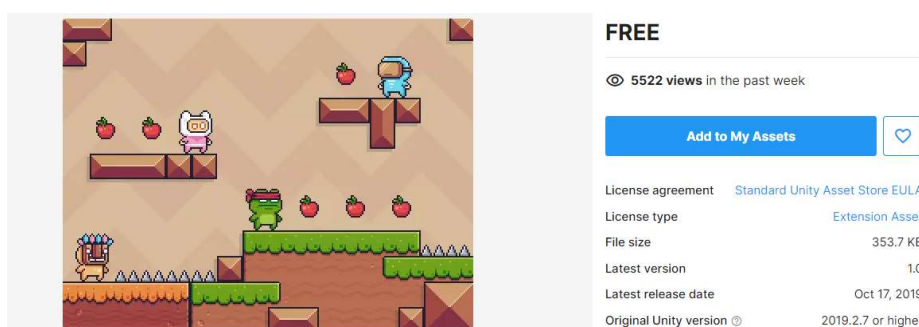 FREE
5522 views in the past week
Add to My Assets
License agreement Standard Unity Asset Store EULA
License type Extension Asse
File size 353.7 KB
Latest version 1.0
Latest release date Oct 17, 2019
Original Unity version 2019.2.7 or highe